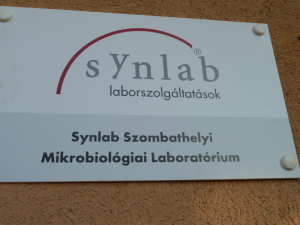 synlab®
laborszolgáltatások
Synlab Szombathelyi
Mikrobiológiai Laboratórium